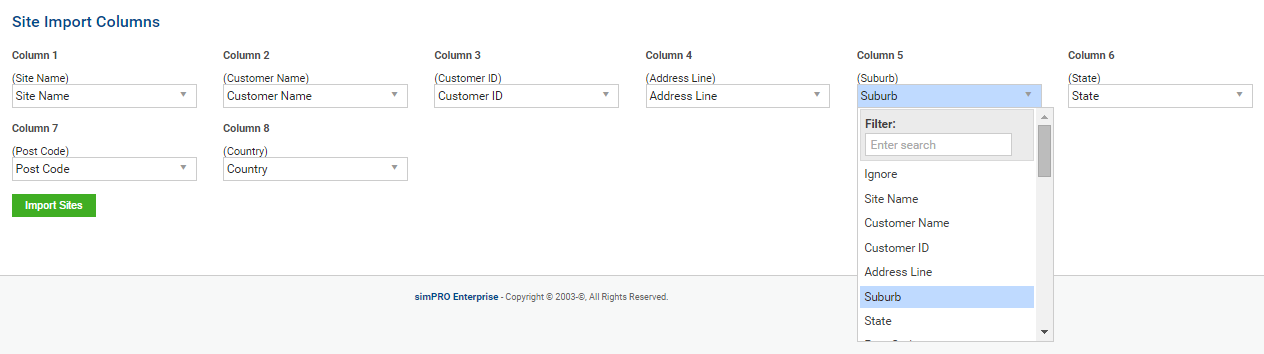 Site Import Columns
Column 1 Column 2 Column 3 Column 4 Column 5 Column 6
(Site Name) (Customer Name) (Customer ID) (Address Line) (Suburb) (State)
Site Name Customer Name Customer ID Address Line Suburb State
Column 7 Column 8
(Post Code) (Country)
Post Code Country
Import Sites
Filter:
Enter search
Ignore
Site Name
Customer Name
Customer ID
Address Line
Suburb
State
simPRO Enterprise - Copyright © 2003-©, All Rights Reserved.